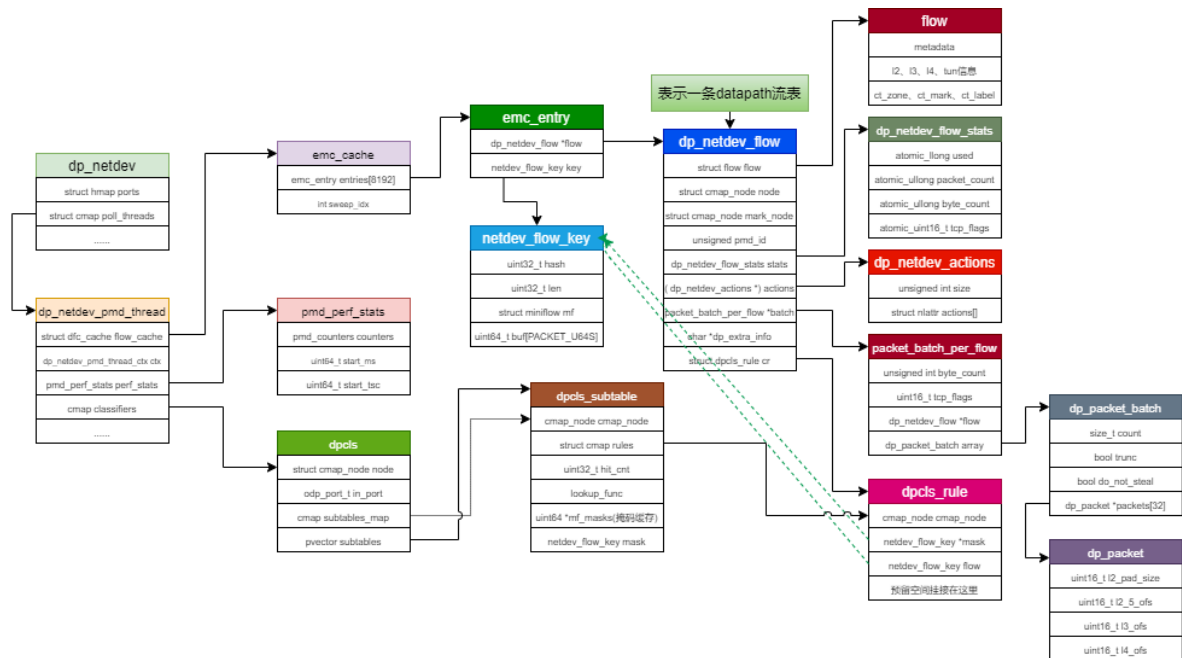 dp_netdev
struct hmap ports
struct cmap poll_threads
......
dp_netdev_pmd_thread
struct dfc_cache flow_cache
dp_netdev_pmd_thread_ctx ctx
pmd_perf_stats perf_stats
cmap classifiers
......
emc_cache
emc_entry entries[8192]
int sweep_idx
pmd_perf_stats
pmd_counters counters
uint64_t start_ms
uint64_t start_tsc
dpcls
struct cmap_node node
odp_port_t in_port
cmap subtables_map
pvector subtables
emc_entry
dp_netdev_flow *flow
netdev_flow_key key
netdev_flow_key
uint32_t hash
uint32_t len
struct miniflow mf
uint64_t buf[PACKET_U64S]
dpcls_subtable
cmap_node cmap_node
struct cmap rules
uint32_t hit_cnt
lookup_func
uint64 *mf_masks(掩码缓存)
netdev_flow_key mask
表示一条datapath流表
dp_netdev_flow
struct flow flow
struct cmap_node node
struct cmap_node mark_node
unsigned pmd_id
dp_netdev_flow_stats stats
( dp_netdev_actions *) actions
packet_batch_per_flow *batch
char *dp_extra_info
struct dpcls_rule cr
flow
metadata
l2、l3、l4、tun信息
ct_zone、ct_mark、ct_label
dp_netdev_flow_stats
atomic_llong used
atomic_ullong packet_count
atomic_ullong byte_count
atomic_uint16_t tcp_flags
dp_netdev_actions
unsigned int size
struct nlattr actions[]
packet_batch_per_flow
unsigned int byte_count
uint16_t tcp_flags
dp_netdev_flow *flow
dp_packet_batch array
dpcls_rule
cmap_node cmap_node
netdev_flow_key *mask
netdev_flow_key flow
预留空间挂接在这里
dp_packet_batch
size_t count
bool trunc
bool do_not_steal
dp_packet *packets[32]
dp_packet
uint16_t l2_pad_size
uint16_t l2_5_ofs
uint16_t l3_ofs
uint16_t l4_ofs